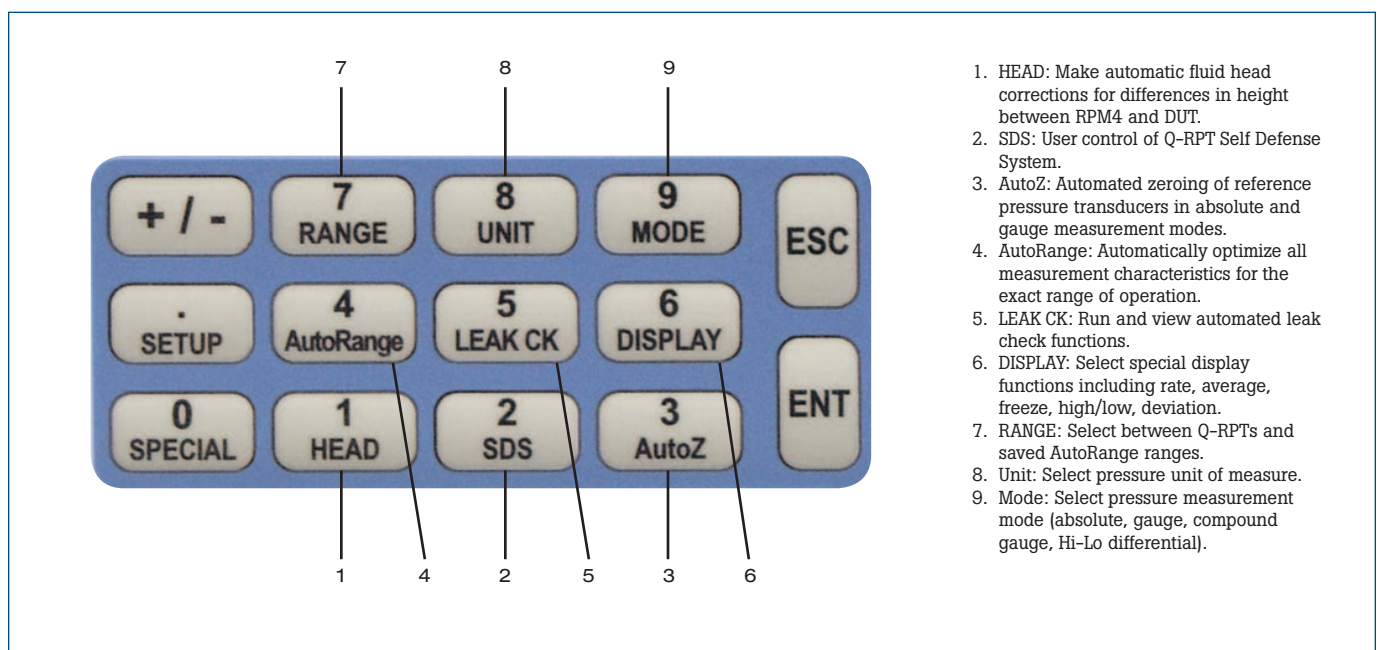 7 8 9
+ / -
7
RANGE
8
UNIT
9
MODE
ESC
.
SETUP
4
AutoRange
5
LEAK CK
6
DISPLAY
ENT
0
SPECIAL
1
HEAD
2
SDS
3
AutoZ
1 4 2 5 3 6
1. HEAD: Make automatic fluid head
corrections for differences in height
between RPM4 and DUT.
2. SDS: User control of Q-RPT Self Defense
System.
3. AutoZ: Automated zeroing of reference
pressure transducers in absolute and
gauge measurement modes.
4. AutoRange: Automatically optimize all
measurement characteristics for the
exact range of operation.
5. LEAK CK: Run and view automated leak
check functions.
6. DISPLAY: Select special display
functions including rate, average,
freeze, high/low, deviation.
7. RANGE: Select between Q-RPTs and
saved AutoRange ranges.
8. Unit: Select pressure unit of measure.
9. Mode: Select pressure measurement
mode (absolute, gauge, compound
gauge, Hi-Lo differential).